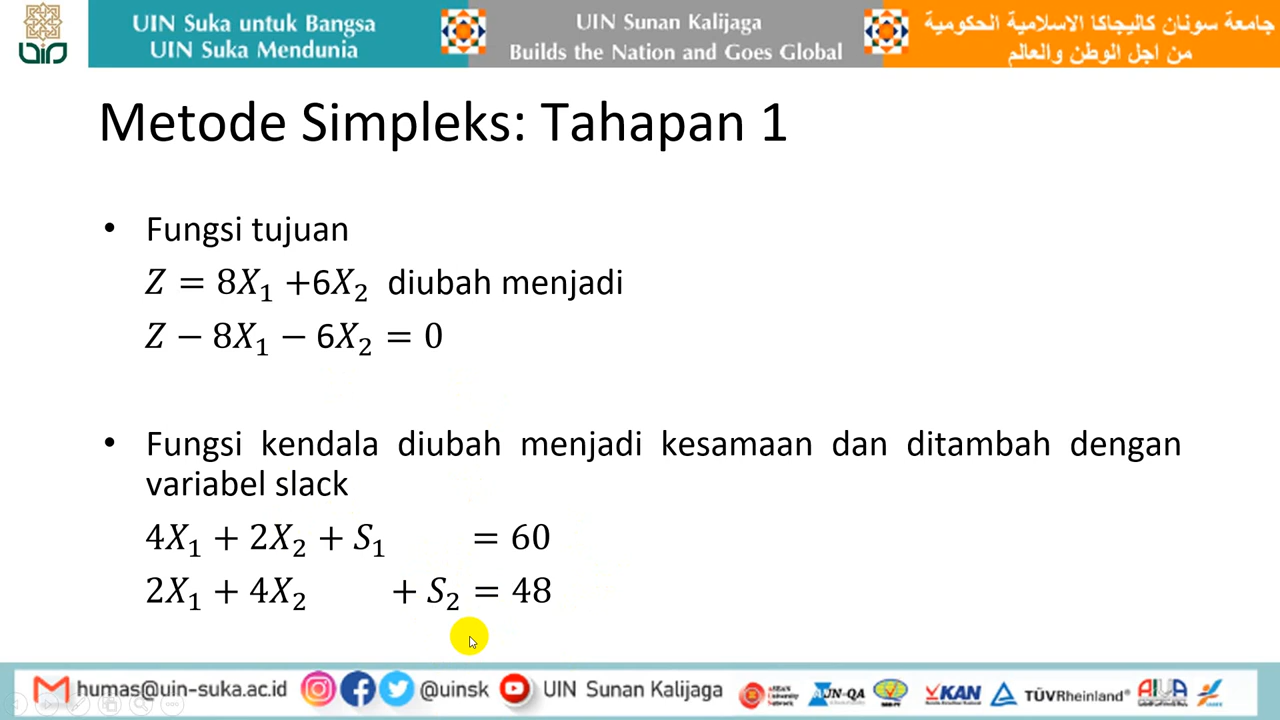 UIN Suka untuk Bangsa
UIN Suka Mendunia
UIN Sunan Kalijaga
Builds the Nation and Goes Global
جامعة سونان كاليجاكا الاسلامية الحكومية
من اجل الوطن والعالم
Metode Simpleks: Tahapan 1
• Fungsi tujuan
Z = 8X₁ +6X₂ diubah menjadi
Z − 8X₁ − 6X₂ = 0
• Fungsi kendala diubah menjadi kesamaan dan ditambah dengan
variabel slack
4X₁ + 2X₂ + S₁ = 60
2X₁ + 4X₂ + S₂ = 48
humas@uin-suka.ac.id
@uinsk
UIN Sunan Kalijaga
KAN
TÜVRheinland